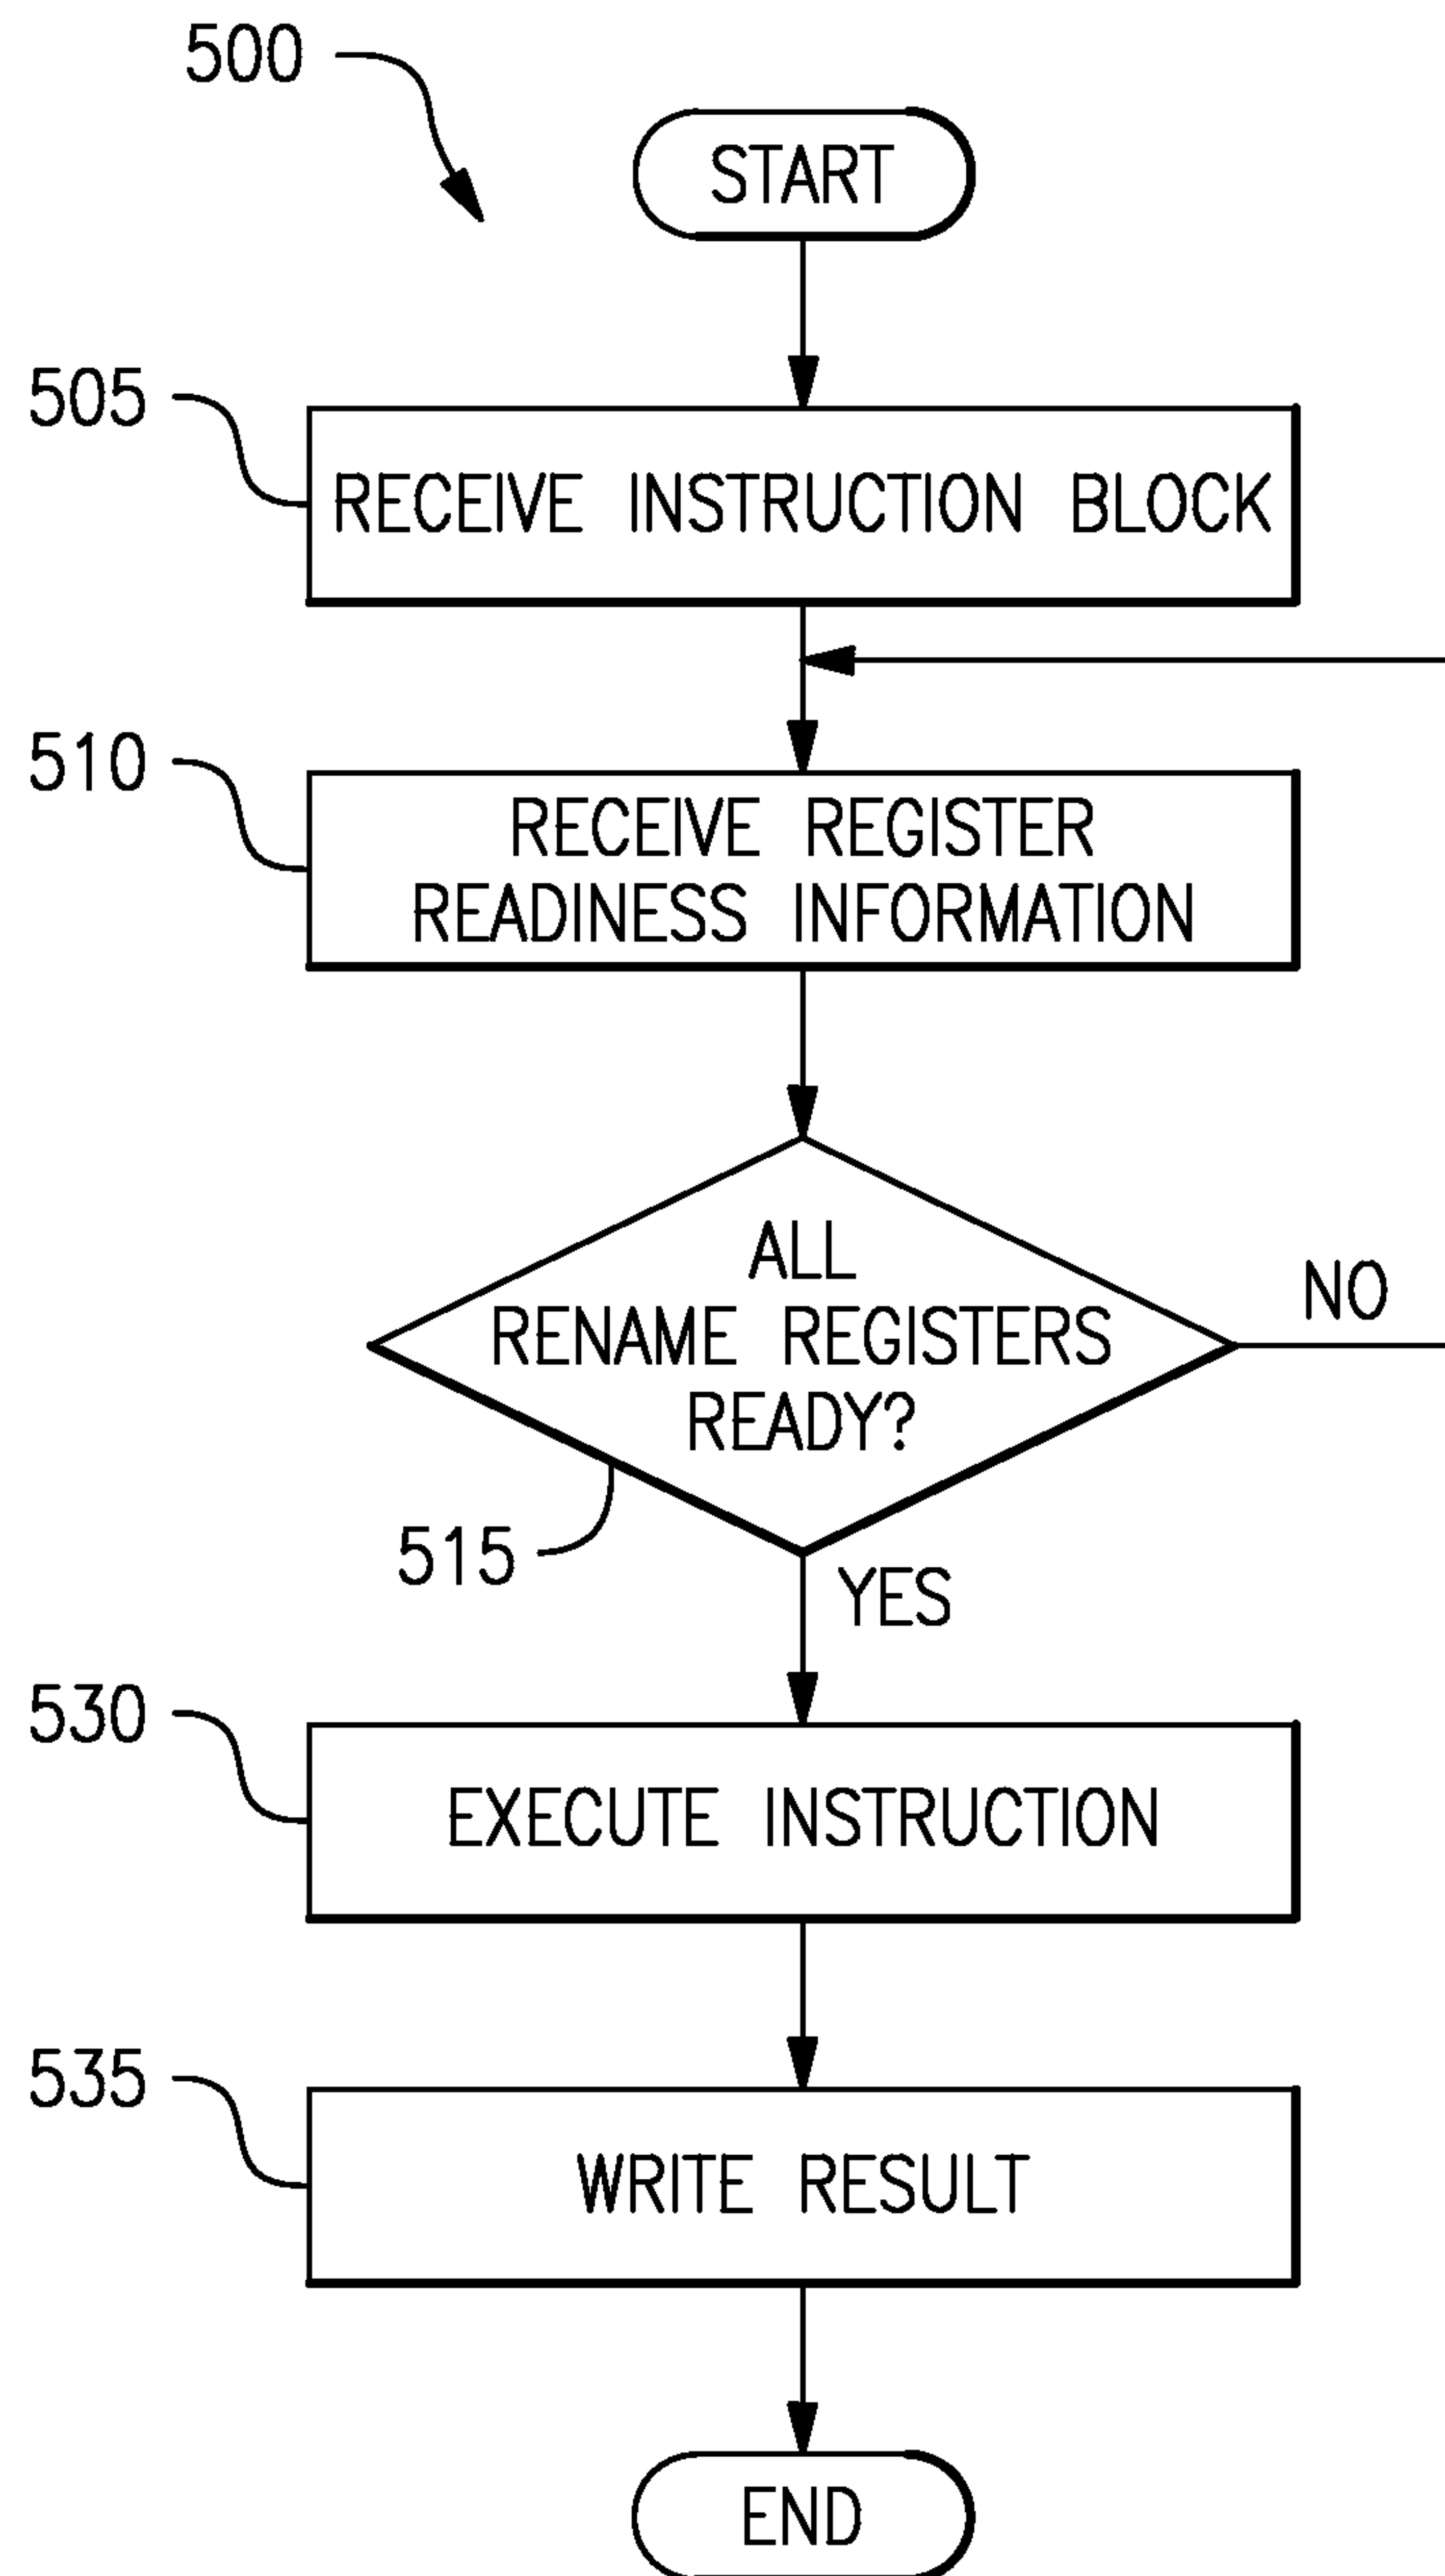 500
START
505
RECEIVE INSTRUCTION BLOCK
510
RECEIVE REGISTER
READINESS INFORMATION
ALL
RENAME REGISTERS
READY?
NO
515
YES
530
EXECUTE INSTRUCTION
535
WRITE RESULT
END